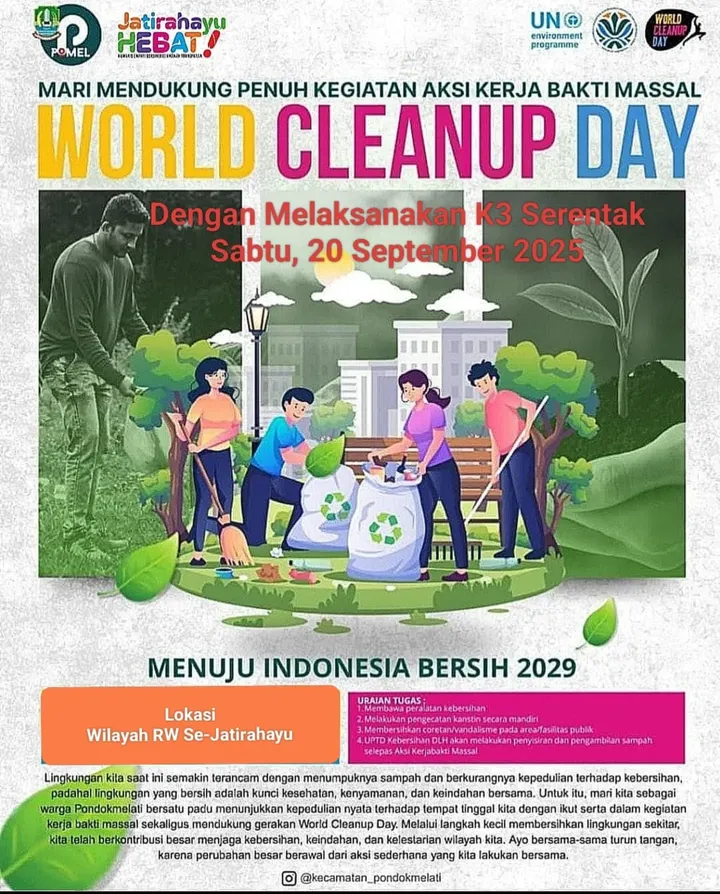 POMEL
Jatirahayu
HEBAT!
UN
environment
programme
WORLD
CLEANUP
DAY
MARI MENDUKUNG PENUH KEGIATAN AKSI KERJA BAKTI MASSAL
WORLD CLEANUP DAY
Dengan Melaksanakan K3 Serentak
Sabtu, 20 September 2025
MENUJU INDONESIA BERSIH 2029
Lokasi
Wilayah RW Se-Jatirahayu
URAIAN TUGAS :
1. Membawa peralatan kebersihan
2. Melakukan pengecatan kanstin secara mandiri
3. Membersihkan coretan/vandalisme pada area/fasilitas publik
4. UPTD Kebersihan DLH akan melakukan penyisiran dan pengambilan sampah
selepas Aksi Kerjabakti Massal
Lingkungan kita saat ini semakin terancam dengan menumpuknya sampah dan berkurangnya kepedulian terhadap kebersihan,
padahal lingkungan yang bersih adalah kunci kesehatan, kenyamanan, dan keindahan bersama. Untuk itu, mari kita sebagai
warga Pondokmelati bersatu padu menunjukkan kepedulian nyata terhadap tempat tinggal kita dengan ikut serta dalam kegiatan
kerja bakti massal sekaligus mendukung gerakan World Cleanup Day. Melalui langkah kecil membersihkan lingkungan sekitar,
kita telah berkontribusi besar menjaga kebersihan, keindahan, dan kelestarian wilayah kita. Ayo bersama-sama turun tangan,
karena perubahan besar berawal dari aksi sederhana yang kita lakukan bersama.
@kecamatan_pondokmelati